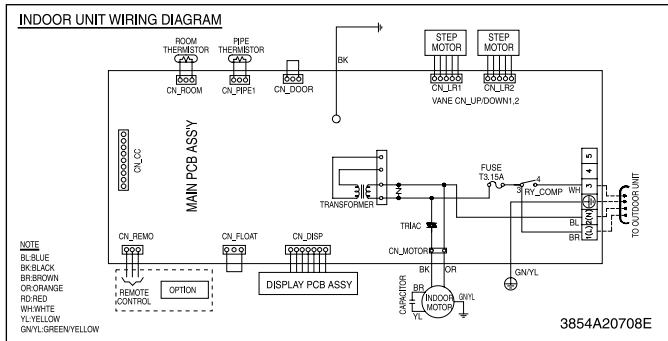 INDOOR UNIT WIRING DIAGRAM
ROOM
THERMISTOR
PIPE
THERMISTOR
STEP
MOTOR
STEP
MOTOR
BK
CN_ROOM
CN_PIPE1
CN_DOOR
CN_LR1
CN_LR2
VANE CN_UP/DOWN1,2
CN_CC
MAIN PCB ASS'Y
TRANSFORMER
N
FUSE
T3.15A
3
4
RY_COMP
WH
BL
BR
5
4
3
2(N)
1(L)
TO OUTDOOR UNIT
TRIAC
CN_MOTOR
BK
OR
GN/YL
CN_REMO
CN_FLOAT
CN_DISP
REMOTE
CONTROL
OPTION
DISPLAY PCB ASSY
CAPACITOR
BR
YL
INDOOR
MOTOR
GN/YL
NOTE
BL:BLUE
BK:BLACK
BR:BROWN
OR:ORANGE
RD:RED
WH:WHITE
YL:YELLOW
GN/YL:GREEN/YELLOW
3854A20708E